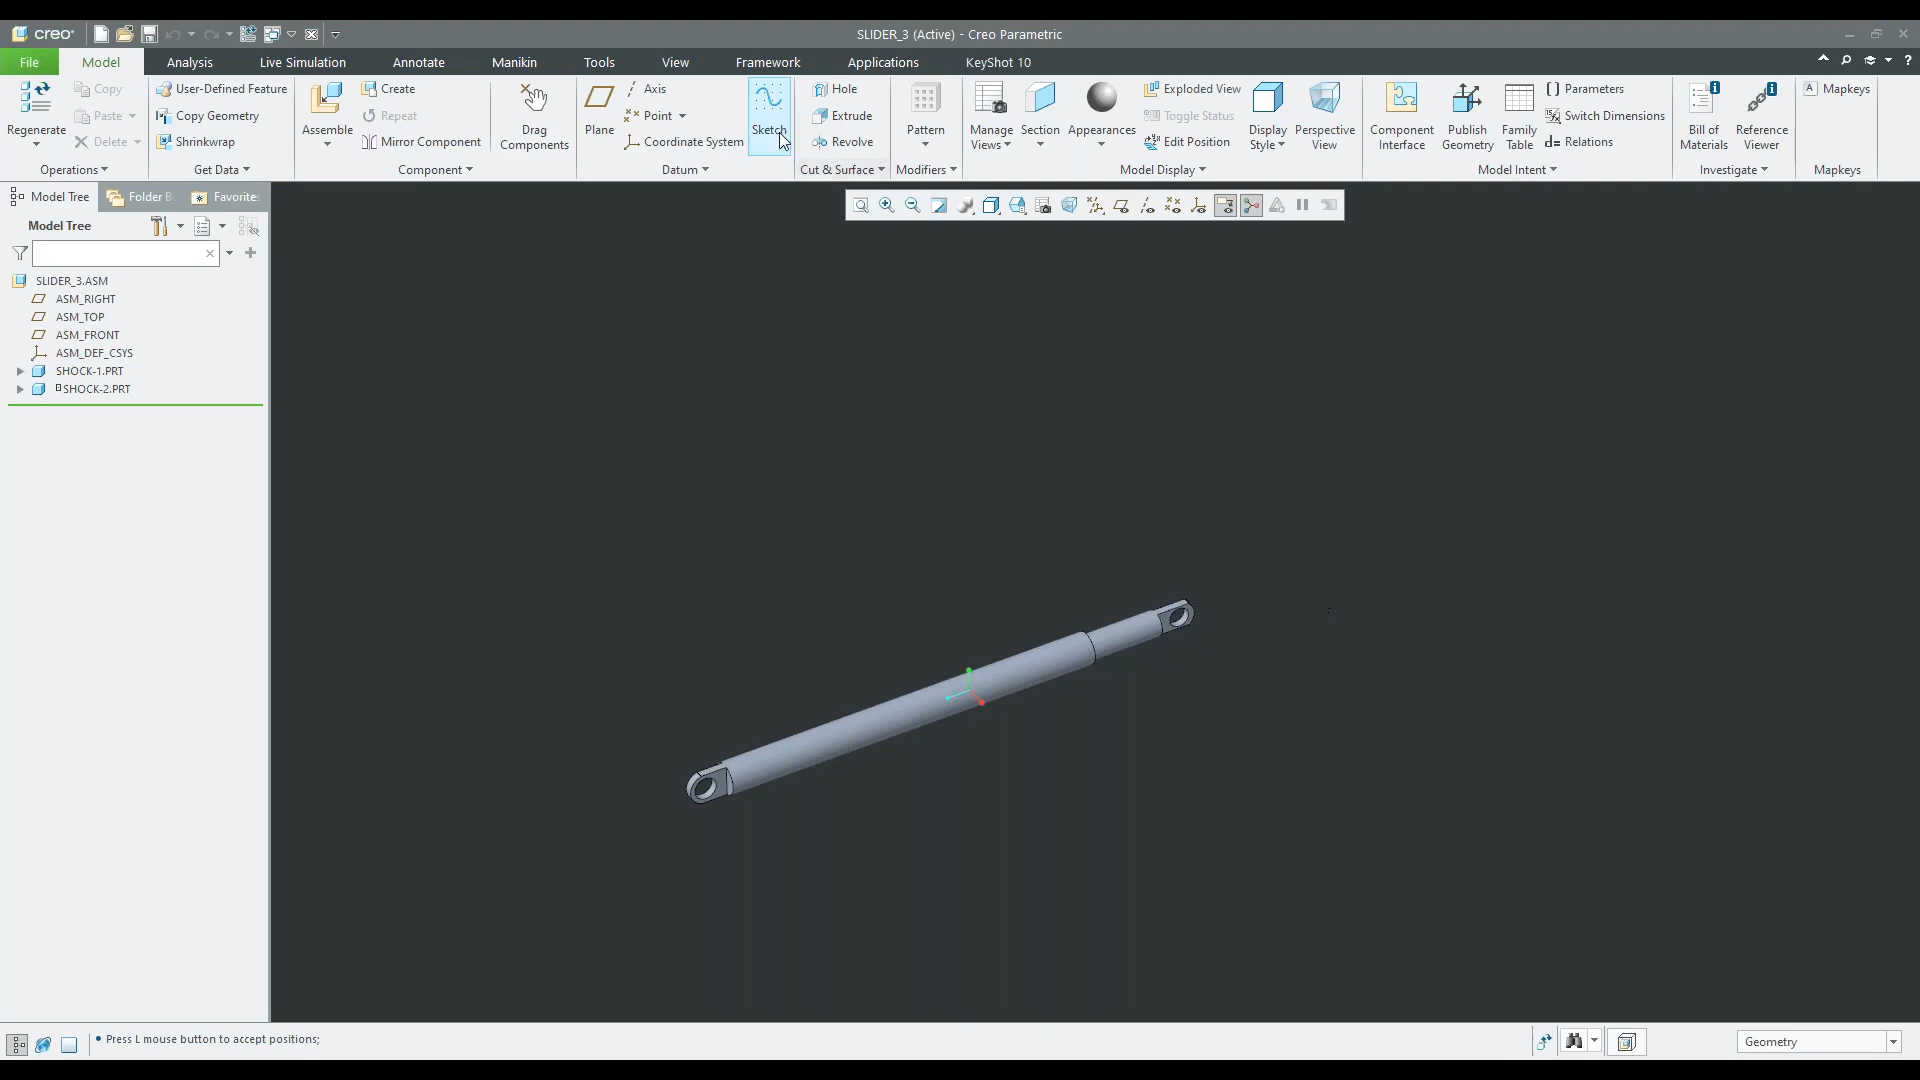 creo
SLIDER_3 (Active) - Creo Parametric
File
Model
Analysis
Live Simulation
Annotate
Manikin
Tools
View
Framework
Applications
KeyShot 10
?
Regenerate
Copy
Paste
Delete
Operations
User-Defined Feature
Copy Geometry
Shrinkwrap
Get Data
Assemble
Create
Repeat
Mirror Component
Drag
Components
Component
Plane
Axis
Point
Coordinate System
Sketch
Datum
Hole
Extrude
Revolve
Cut & Surface
Pattern
Modifiers
Manage
Views
Section
Appearances
Exploded View
Toggle Status
Edit Position
Display
Style
Perspective
View
Model Display
Component
Interface
Publish
Geometry
Family
Table
Parameters
Switch Dimensions
Relations
Model Intent
Bill of
Materials
Reference
Viewer
Investigate
Mapkeys
Mapkeys
Model Tree
Folder B
Favorites
Model Tree
SLIDER_3.ASM
ASM_RIGHT
ASM_TOP
ASM_FRONT
ASM_DEF_CSYS
SHOCK-1.PRT
SHOCK-2.PRT
Press L mouse button to accept positions;
Geometry